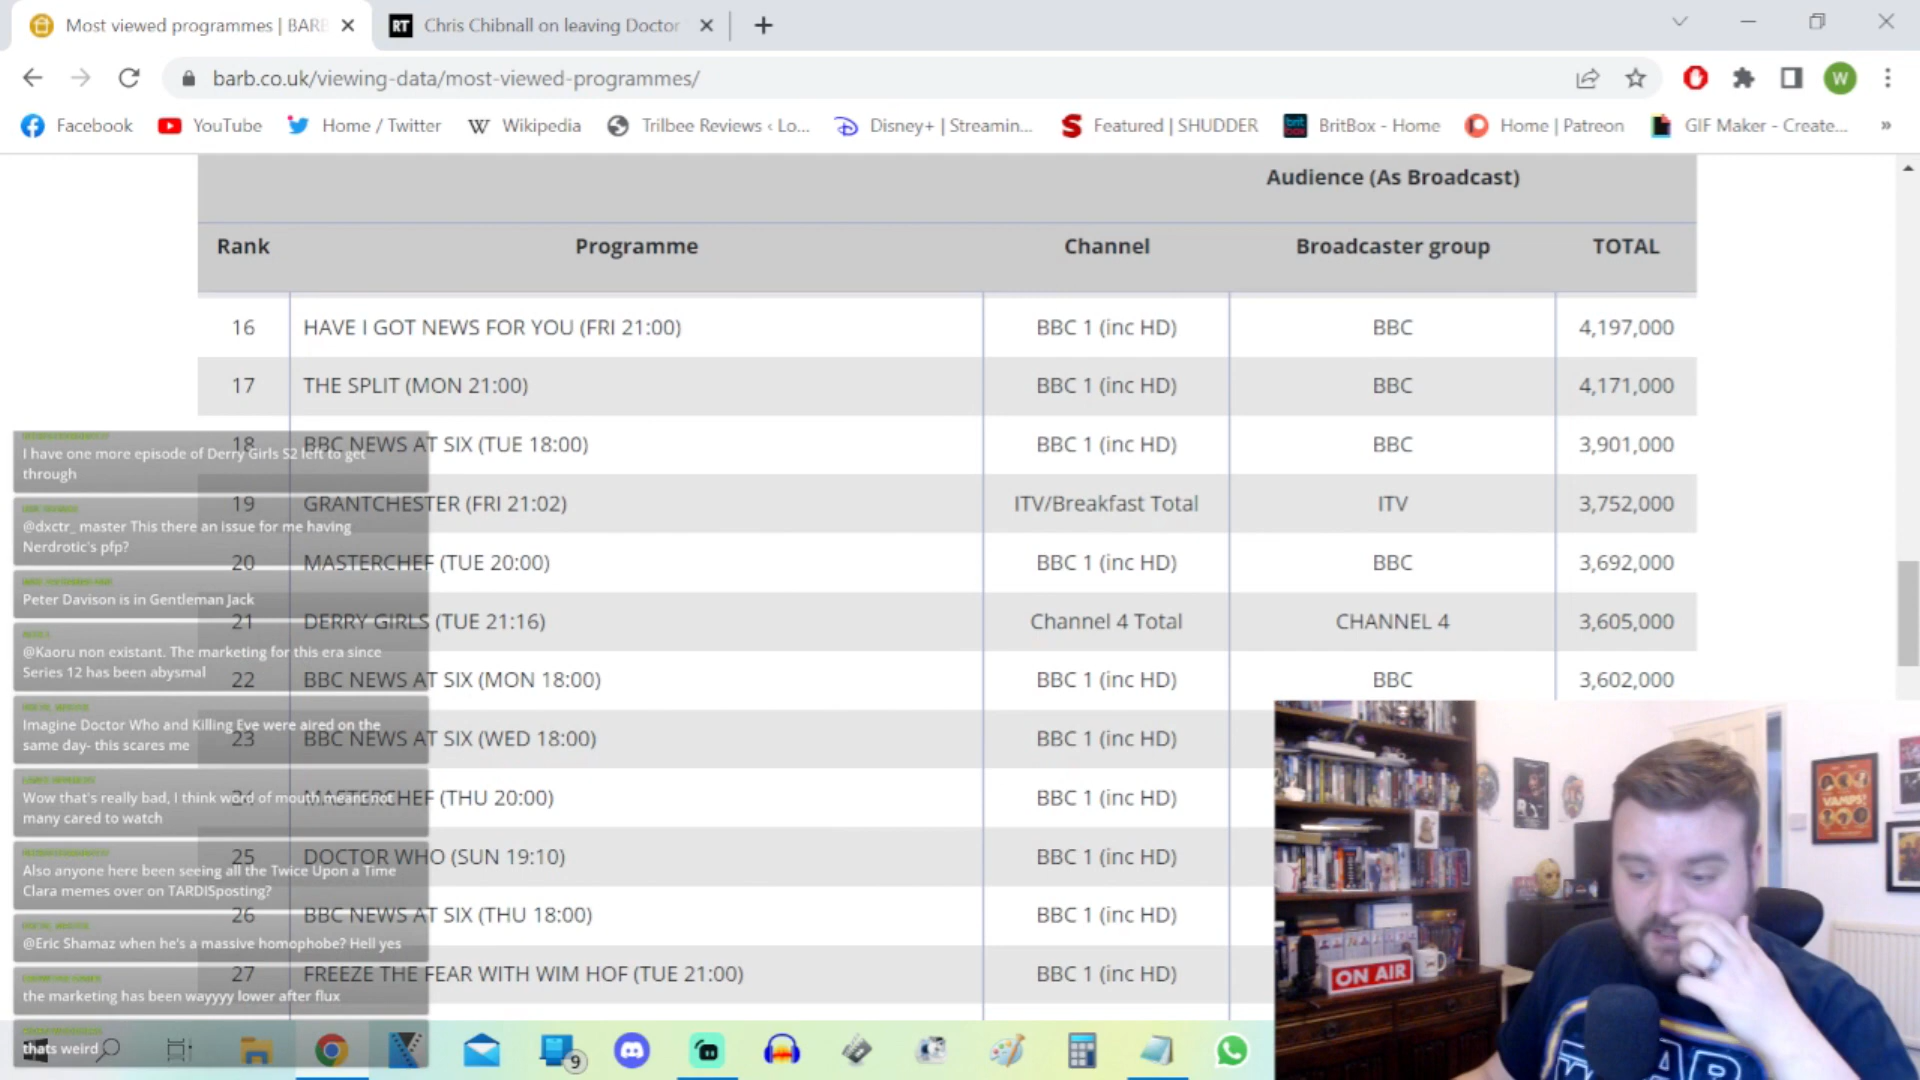 Most viewed programmes | BARB
RT Chris Chibnall on leaving Doctor
barb.co.uk/viewing-data/most-viewed-programmes/
W
Facebook YouTube Home / Twitter Wikipedia Trilbee Reviews ‹ Lo... Disney+ | Streamin... Featured | SHUDDER BritBox - Home Home | Patreon GIF Maker - Create... »
Audience (As Broadcast)
Rank Programme Channel Broadcaster group TOTAL
16 HAVE I GOT NEWS FOR YOU (FRI 21:00) BBC 1 (inc HD) BBC 4,197,000
17 THE SPLIT (MON 21:00) BBC 1 (inc HD) BBC 4,171,000
18 BBC NEWS AT SIX (TUE 18:00) BBC 1 (inc HD) BBC 3,901,000
19 GRANTCHESTER (FRI 21:02) ITV/Breakfast Total ITV 3,752,000
20 MASTERCHEF (TUE 20:00) BBC 1 (inc HD) BBC 3,692,000
21 DERRY GIRLS (TUE 21:16) Channel 4 Total CHANNEL 4 3,605,000
22 BBC NEWS AT SIX (MON 18:00) BBC 1 (inc HD) BBC 3,602,000
23 BBC NEWS AT SIX (WED 18:00) BBC 1 (inc HD)
24 MASTERCHEF (THU 20:00) BBC 1 (inc HD)
25 DOCTOR WHO (SUN 19:10) BBC 1 (inc HD)
26 BBC NEWS AT SIX (THU 18:00) BBC 1 (inc HD)
27 FREEZE THE FEAR WITH WIM HOF (TUE 21:00) BBC 1 (inc HD)
I have one more episode of Derry Girls S2 left to get
through
@dxctr_ master This there an issue for me having
Nerdrotic's pfp?
Peter Davison is in Gentleman Jack
@Kaoru non existant. The marketing for this era since
Series 12 has been abysmal
Imagine Doctor Who and Killing Eve were aired on the
same day- this scares me
Wow that's really bad, I think word of mouth meant not
many cared to watch
Also anyone here been seeing all the Twice Upon a Time
Clara memes over on TARDISposting?
@Eric Shamaz when he's a massive homophobe? Hell yes
the marketing has been wayyyy lower after flux
thats weird
9
VAMPS!
ON AIR